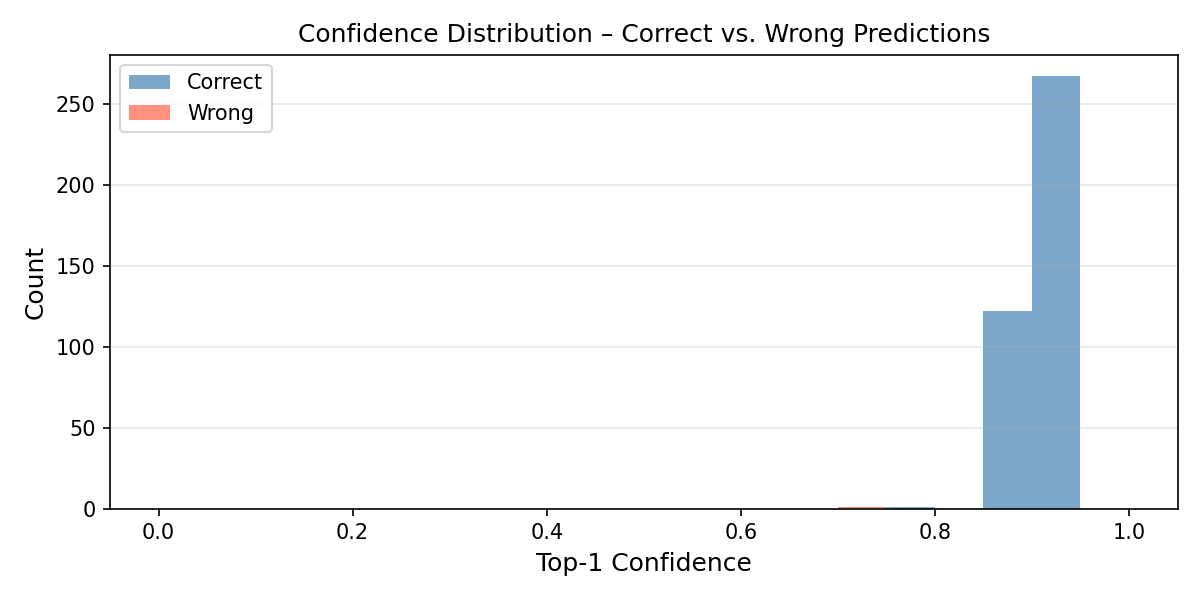 Confidence Distribution – Correct vs. Wrong Predictions
Correct
Wrong
Count
250
200
150
100
50
0
0.0 0.2 0.4 0.6 0.8 1.0
Top-1 Confidence